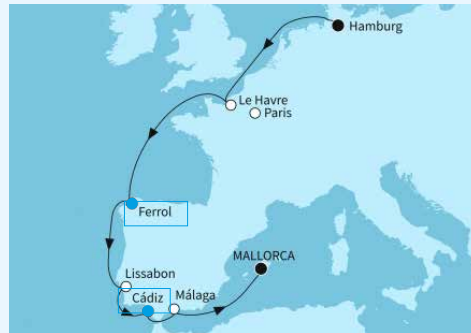 Hamburg
Le Havre
Paris
Ferrol
MALLORCA
Lissabon
Cádiz
Málaga